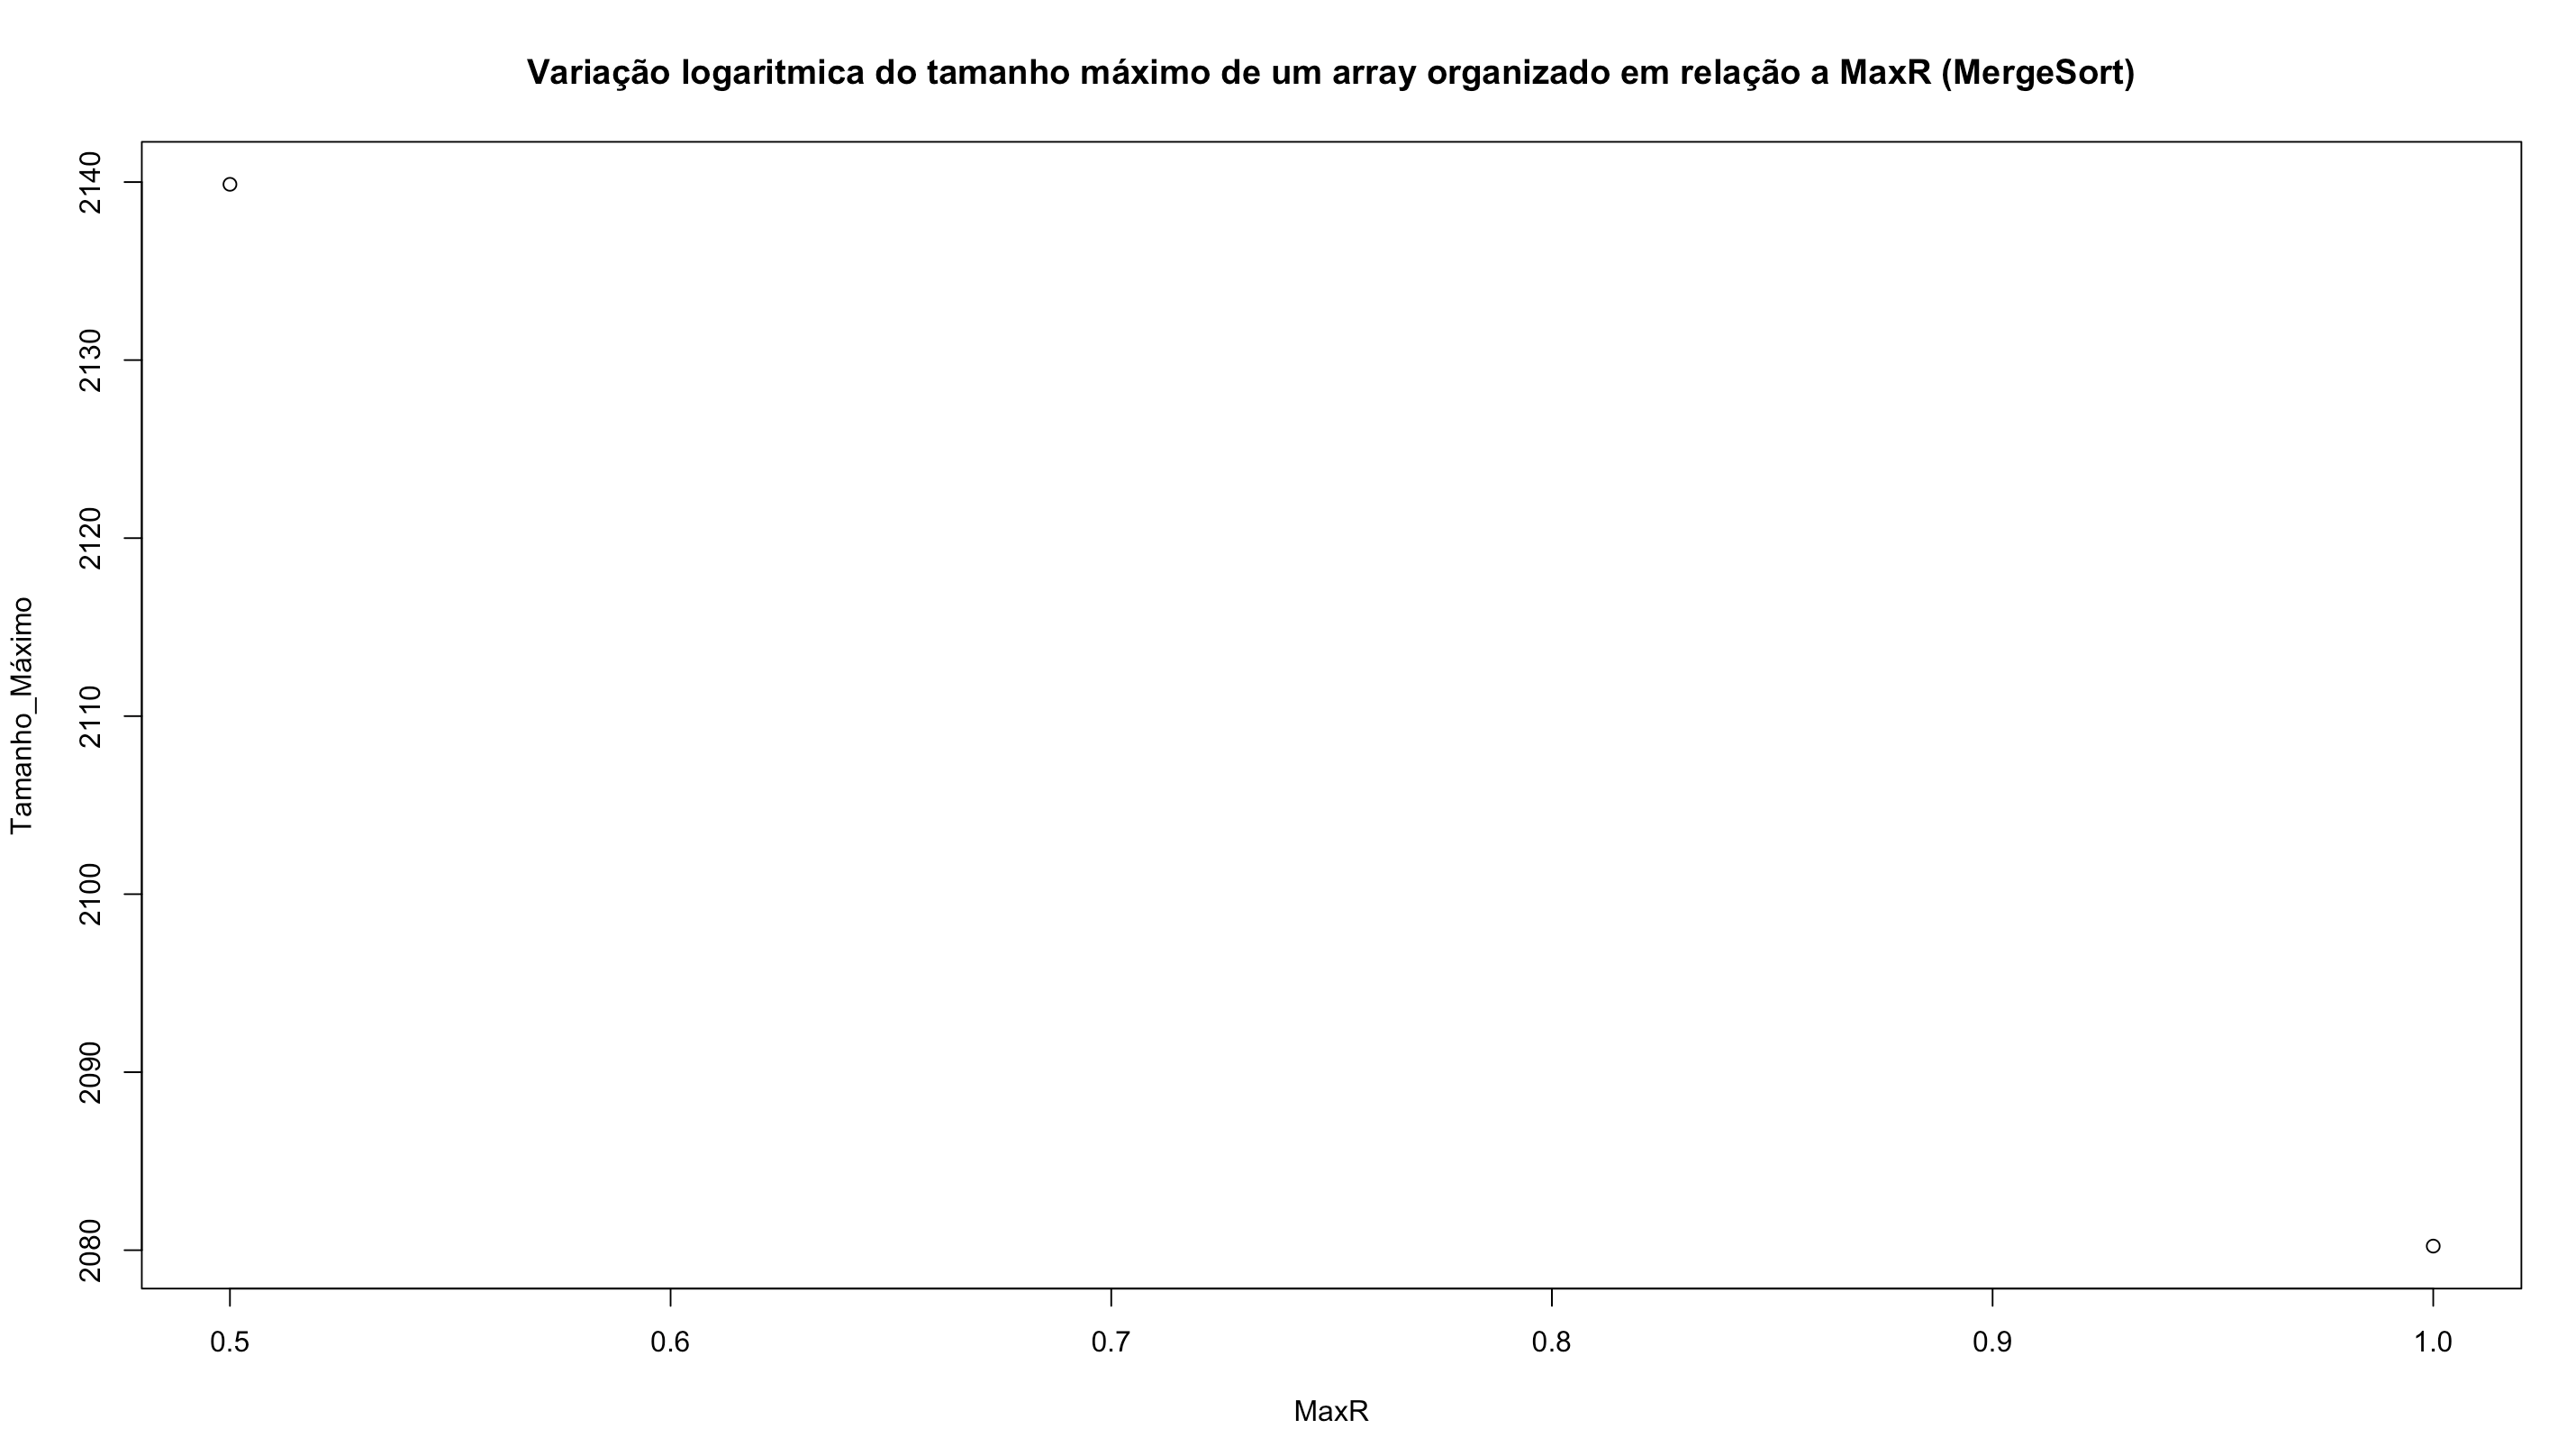 Variação logaritmica do tamanho máximo de um array organizado em relação a MaxR (MergeSort)
Tamanho_Máximo
2140
2130
2120
2110
2100
2090
2080
0.5 0.6 0.7 0.8 0.9 1.0
MaxR